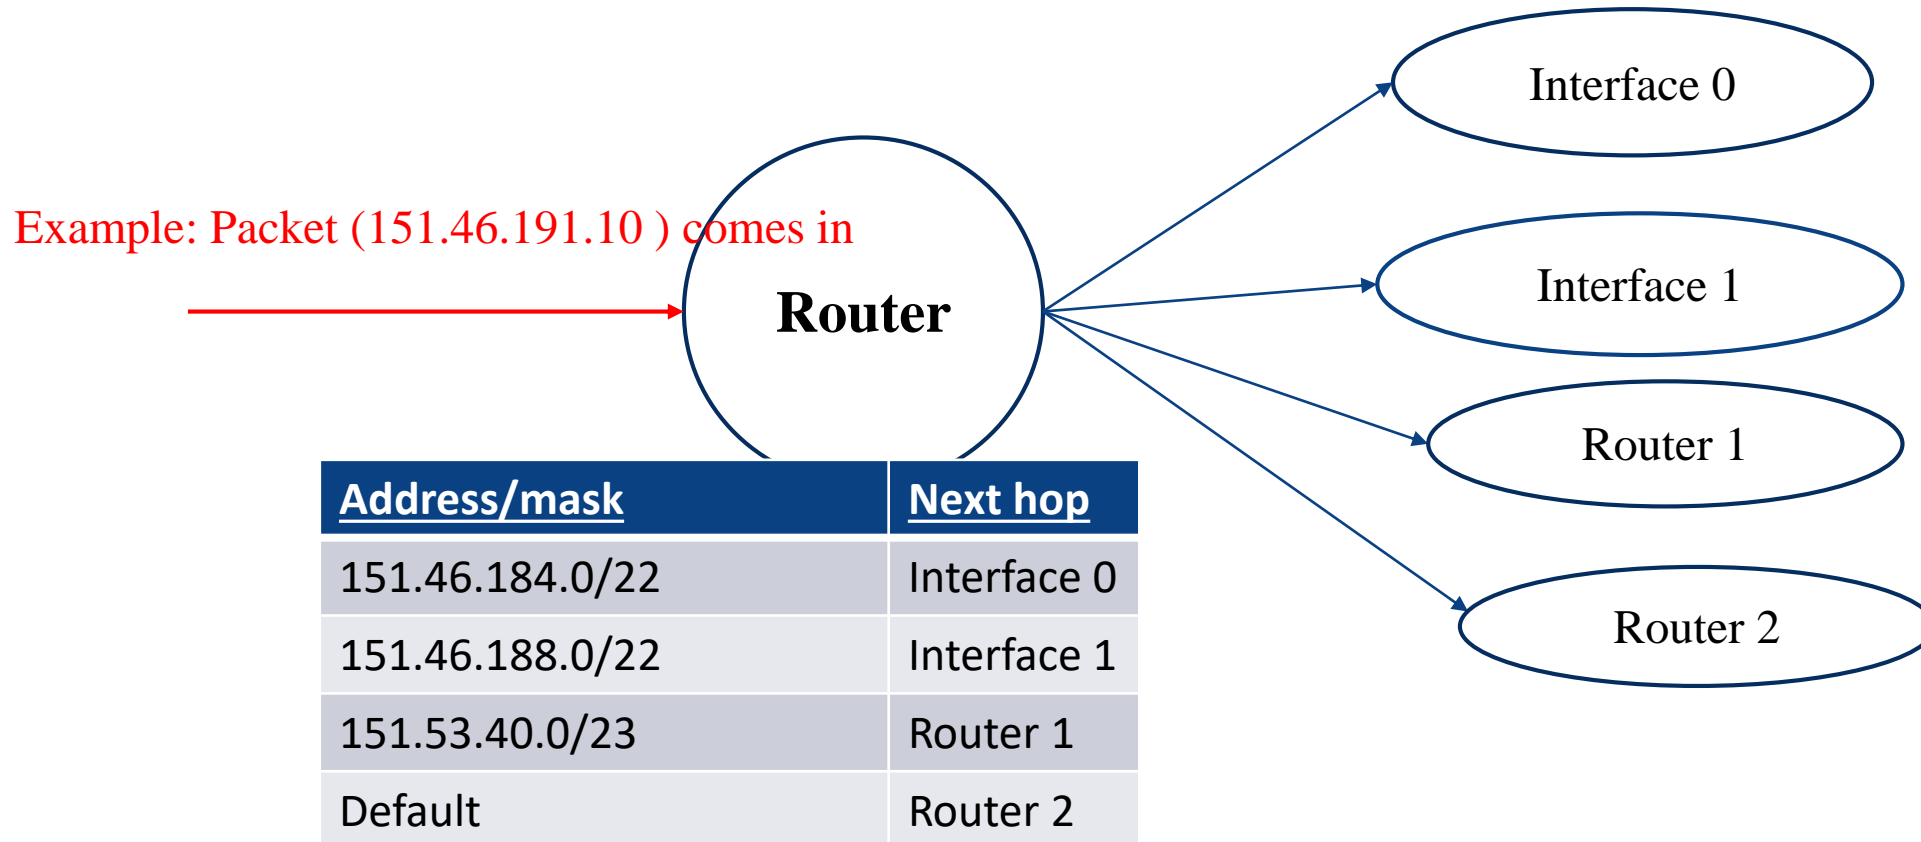 Interface 0
Example: Packet (151.46.191.10 ) comes in
Interface 1
Router
Router 1
Router 2
Address/mask Next hop
151.46.184.0/22 Interface 0
151.46.188.0/22 Interface 1
151.53.40.0/23 Router 1
Default Router 2